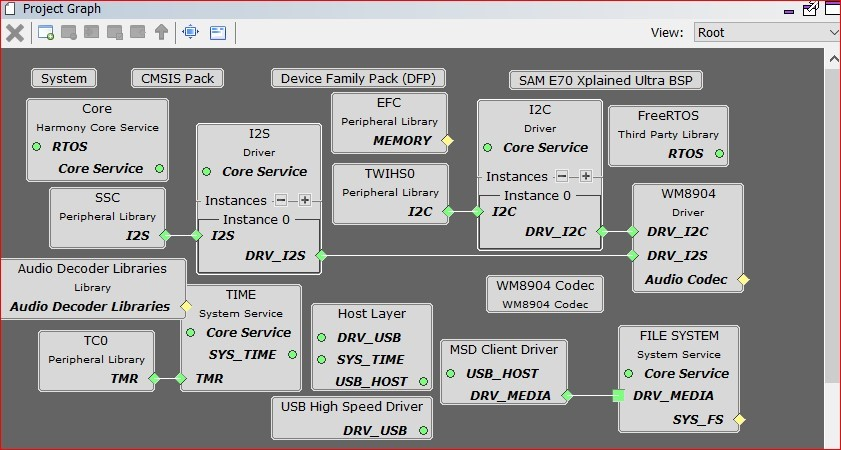 Project Graph
View: Root
System
CMSIS Pack
Device Family Pack (DFP)
SAM E70 Xplained Ultra BSP
Core
Harmony Core Service
RTOS
Core Service
SSC
Peripheral Library
I2S
I2S
Driver
Core Service
Instances
Instance 0
I2S
DRV_I2S
EFC
Peripheral Library
MEMORY
TWIHS0
Peripheral Library
I2C
I2C
Driver
Core Service
Instances
Instance 0
I2C
DRV_I2C
FreeRTOS
Third Party Library
RTOS
WM8904
Driver
DRV_I2C
DRV_I2S
Audio Codec
Audio Decoder Libraries
Library
Audio Decoder Libraries
TIME
System Service
Core Service
SYS_TIME
TMR
TC0
Peripheral Library
TMR
Host Layer
DRV_USB
SYS_TIME
USB_HOST
USB High Speed Driver
DRV_USB
WM8904 Codec
WM8904 Codec
MSD Client Driver
USB_HOST
DRV_MEDIA
FILE SYSTEM
System Service
Core Service
DRV_MEDIA
SYS_FS